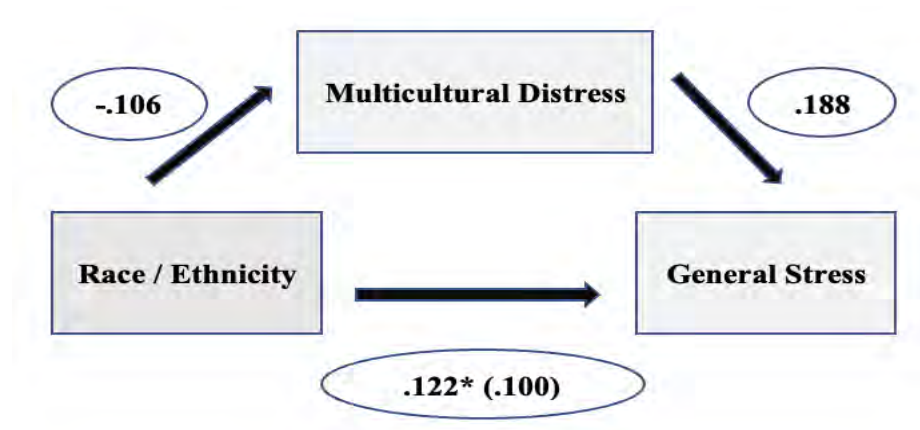 Multicultural Distress
-.106
.188
Race / Ethnicity
General Stress
.122* (.100)